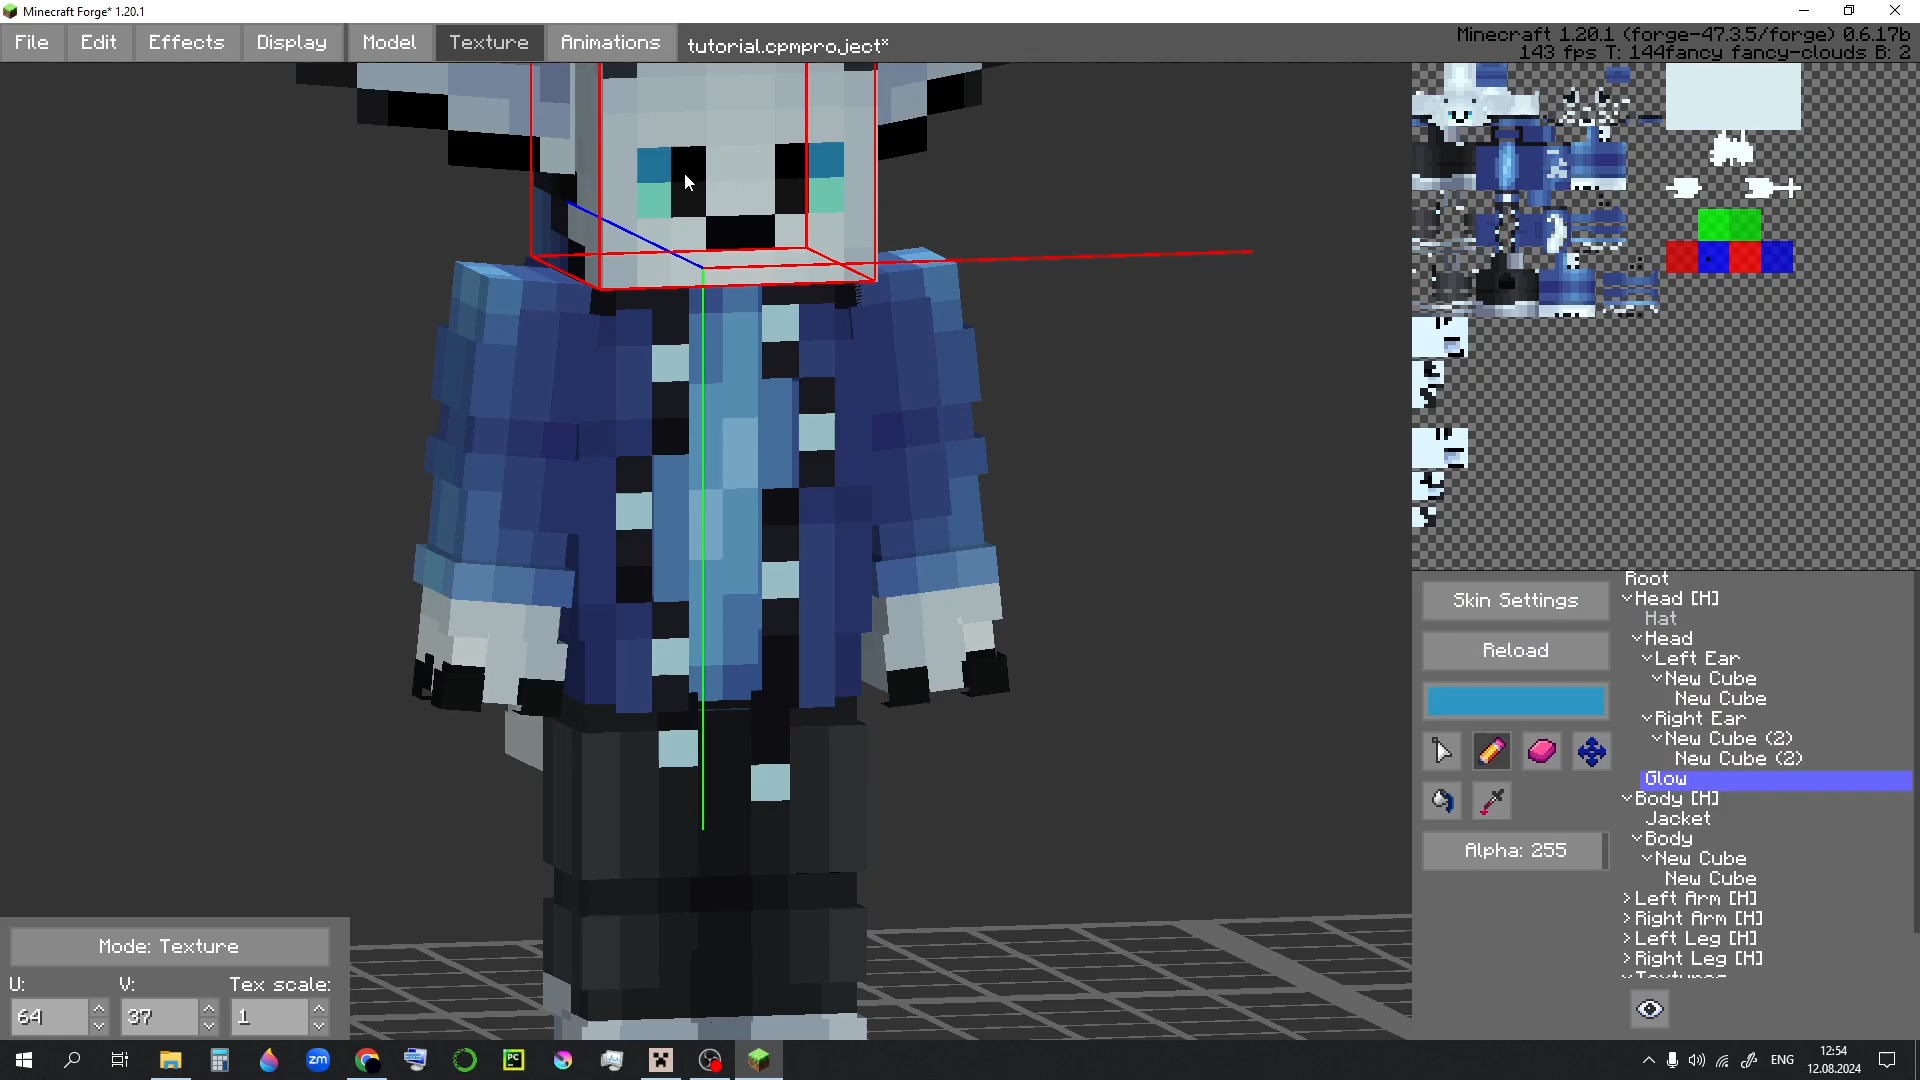 Minecraft Forge* 1.20.1
File Edit Effects Display Model Texture Animations tutorial.cpmproject*
Minecraft 1.20.1 (forge-47.3.5/forge) 0.6.17b
143 fps T: 144fancy fancy-clouds B: 2
Skin Settings
Reload
Alpha: 255
Root
Head [H]
Hat
Head
Left Ear
New Cube
New Cube
Right Ear
New Cube (2)
New Cube (2)
Glow
Body [H]
Jacket
Body
New Cube
New Cube
Left Arm [H]
Right Arm [H]
Left Leg [H]
Right Leg [H]
Mode: Texture
U: V: Tex scale:
64 37 1
zm
PC
ENG
12:54
12.08.2024